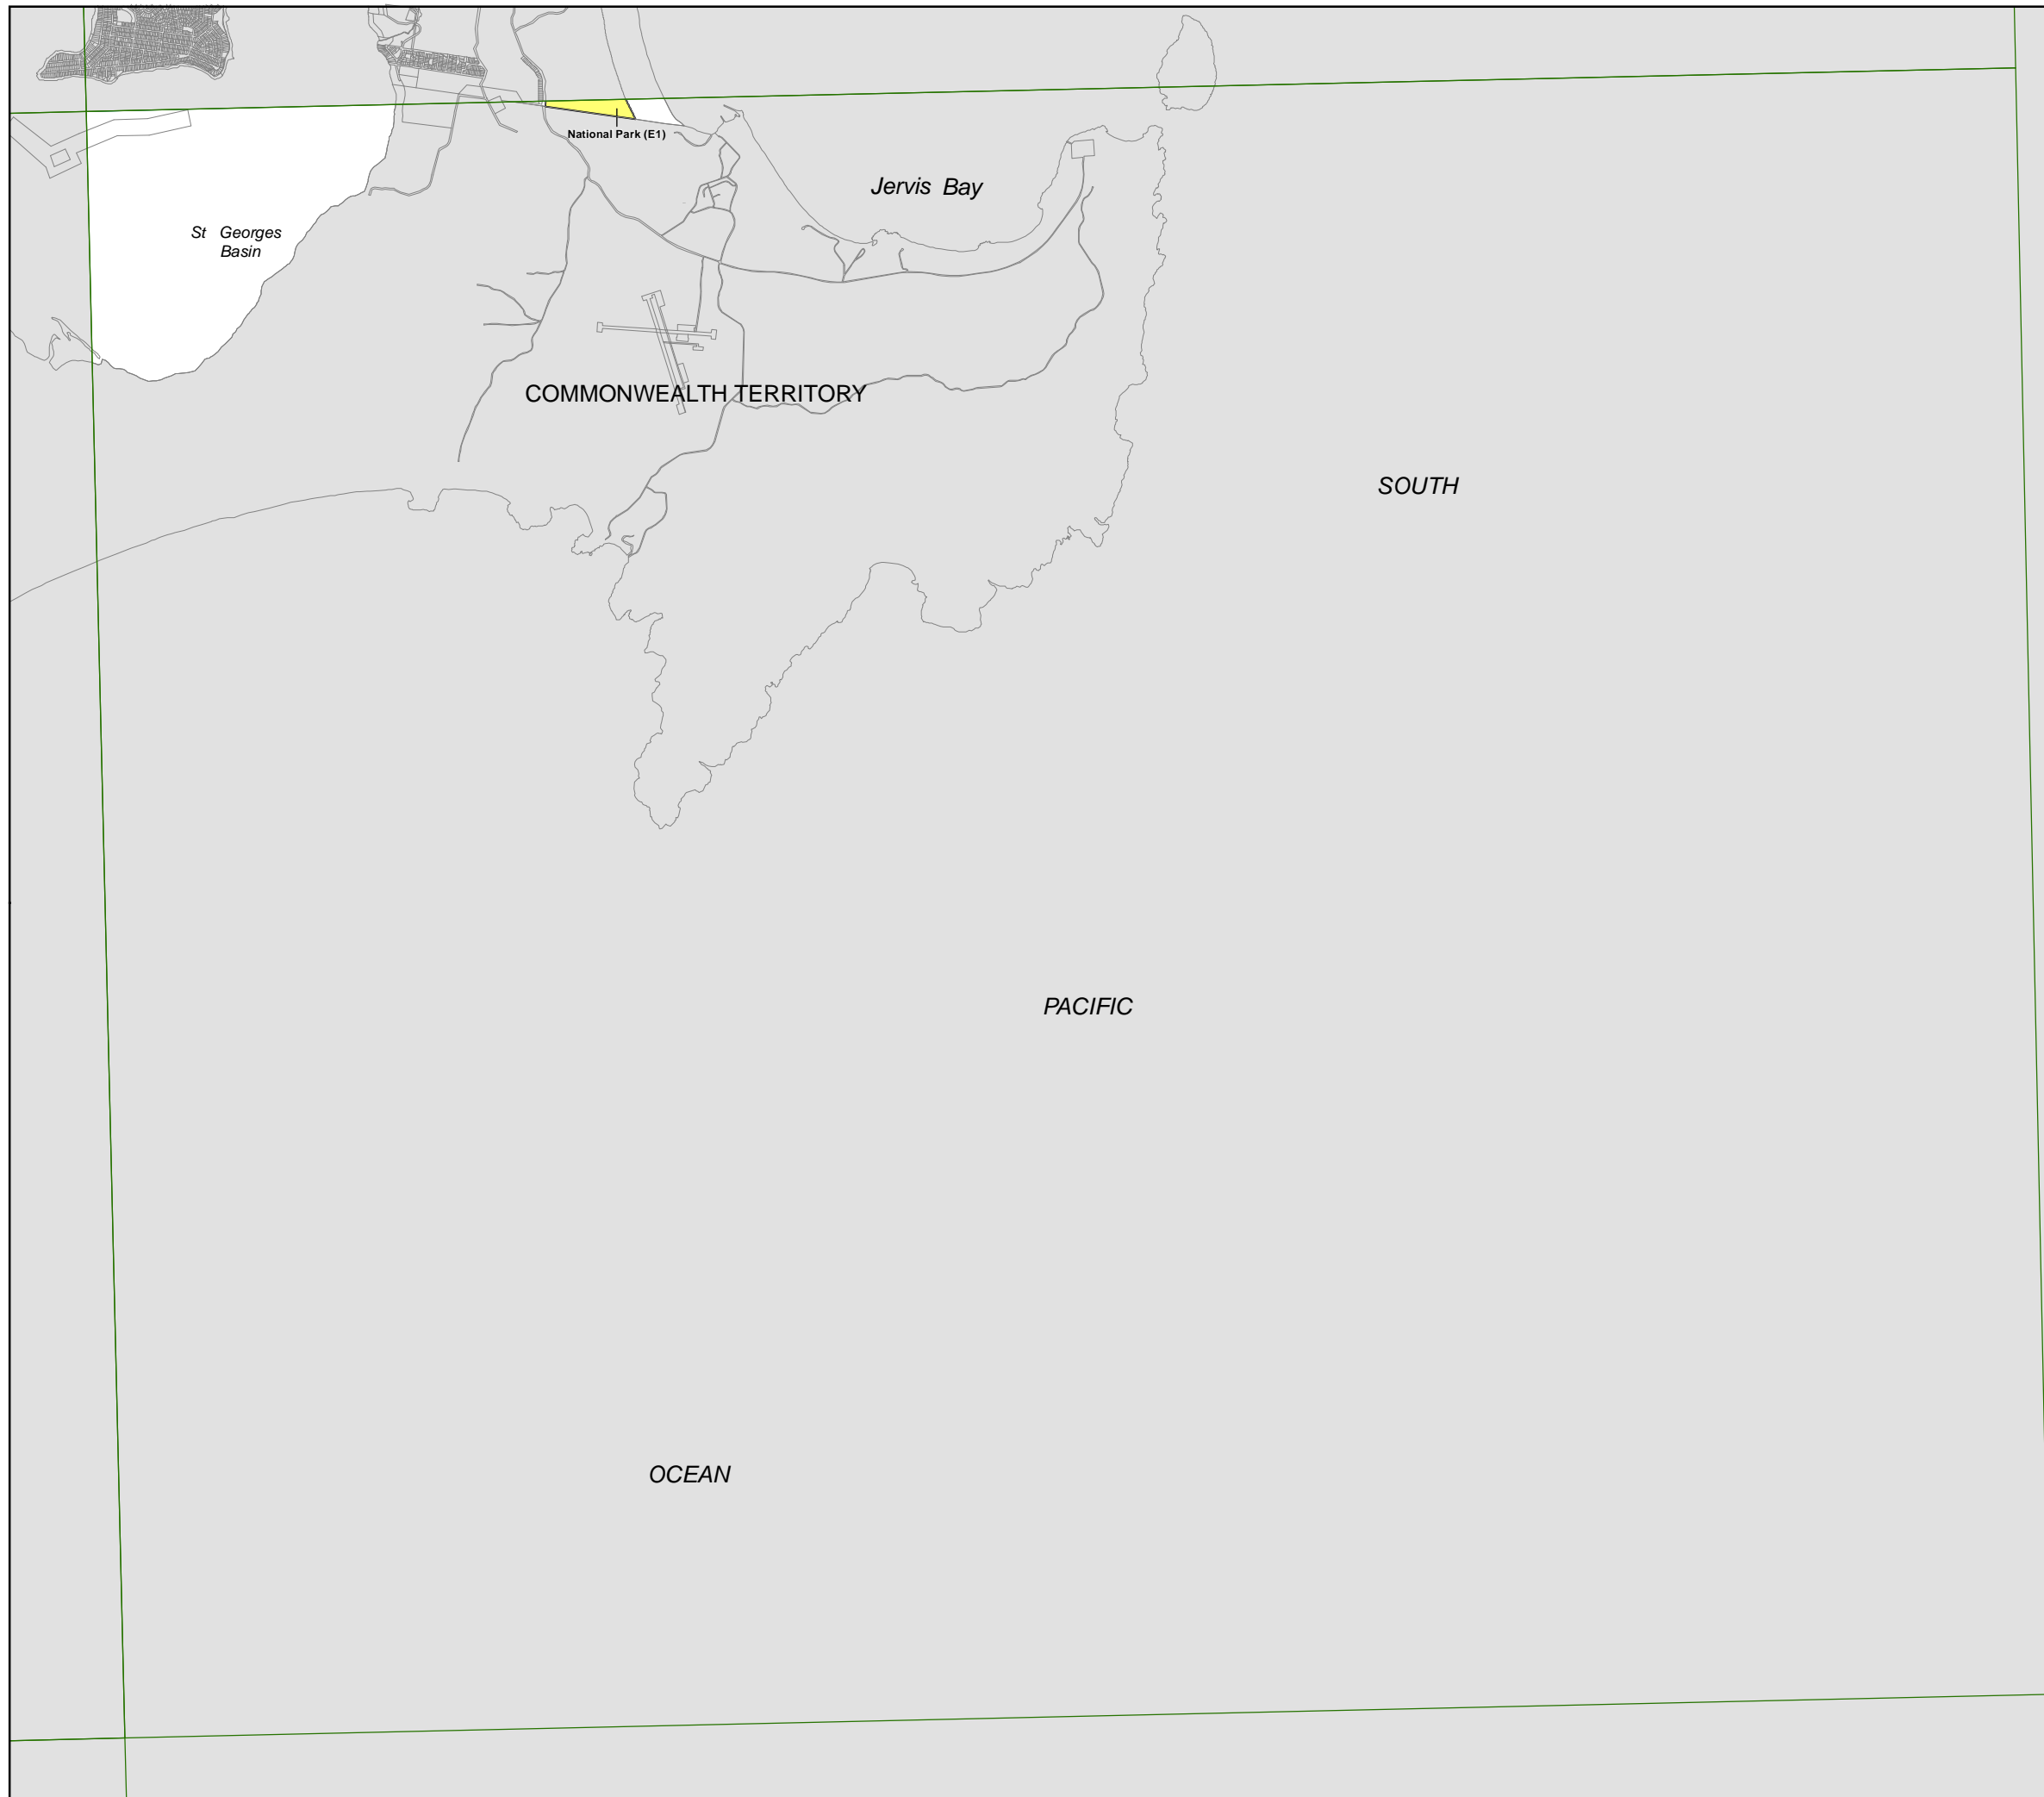 National Park (E1)
Jervis Bay
St Georges
Basin
COMMONWEALTH TERRITORY
SOUTH
PACIFIC
OCEAN